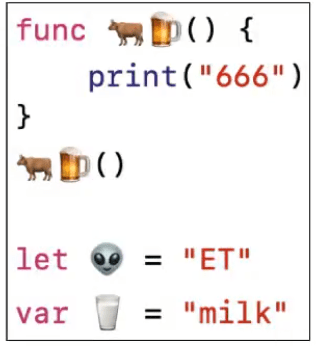 func 🐂🍺() {
    print("666")
}
🐂🍺()
let 👽 = "ET"
var 🥛 = "milk"